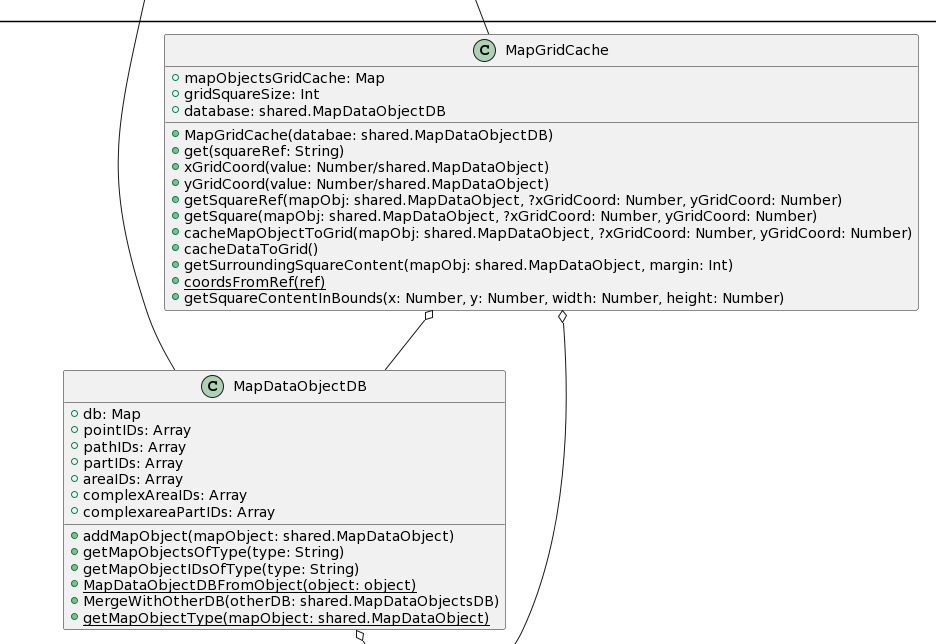 C MapGridCache
mapObjectsGridCache: Map
gridSquareSize: Int
database: shared.MapDataObjectDB
MapGridCache(databae: shared.MapDataObjectDB)
get(squareRef: String)
xGridCoord(value: Number/shared.MapDataObject)
yGridCoord(value: Number/shared.MapDataObject)
getSquareRef(mapObj: shared.MapDataObject, ?xGridCoord: Number, yGridCoord: Number)
getSquare(mapObj: shared.MapDataObject, ?xGridCoord: Number, yGridCoord: Number)
cacheMapObjectToGrid(mapObj: shared.MapDataObject, ?xGridCoord: Number, yGridCoord: Number)
cacheDataToGrid()
getSurroundingSquareContent(mapObj: shared.MapDataObject, margin: Int)
coordsFromRef(ref)
getSquareContentInBounds(x: Number, y: Number, width: Number, height: Number)
C MapDataObjectDB
db: Map
pointIDs: Array
pathIDs: Array
partIDs: Array
areaIDs: Array
complexAreaIDs: Array
complexareaPartIDs: Array
addMapObject(mapObject: shared.MapDataObject)
getMapObjectsOfType(type: String)
getMapObjectIDsOfType(type: String)
MapDataObjectDBFromObject(object: object)
MergeWithOtherDB(otherDB: shared.MapDataObjectsDB)
getMapObjectType(mapObject: shared.MapDataObject)